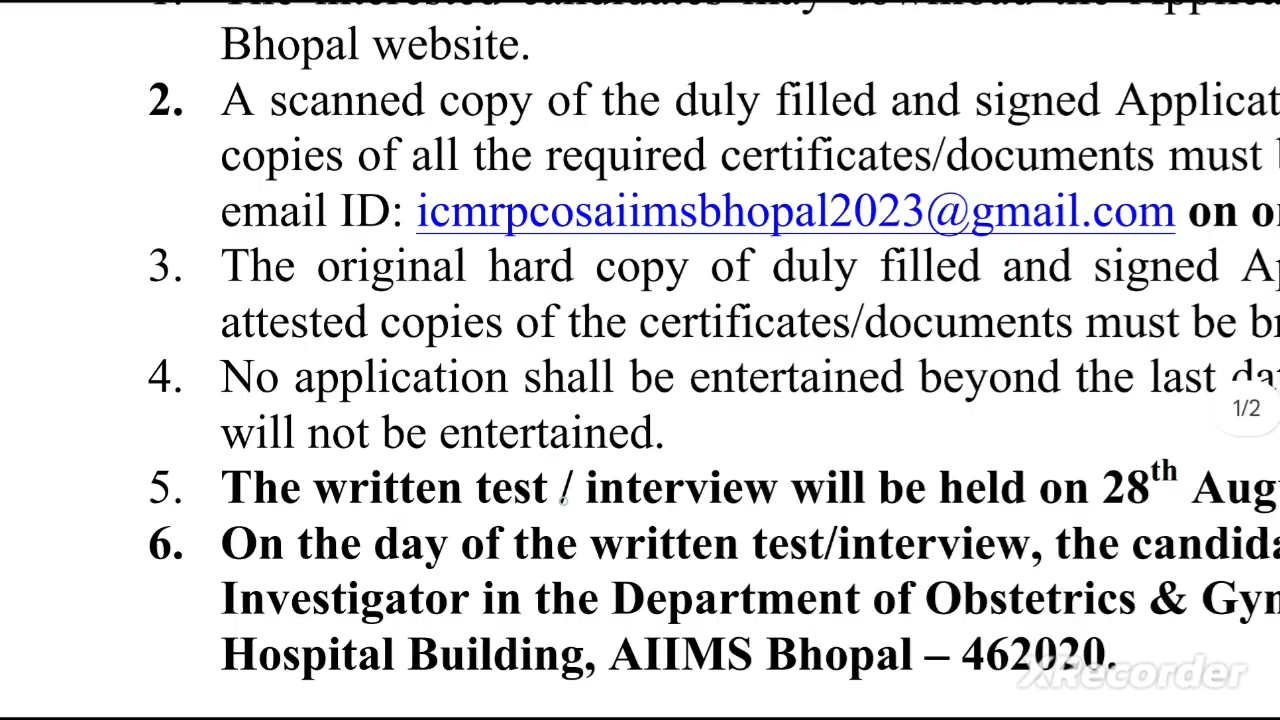 Bhopal website.
2. A scanned copy of the duly filled and signed Applicat
copies of all the required certificates/documents must
email ID: icmrpcosaiimsbhopal2023@gmail.com on
3. The original hard copy of duly filled and signed
attested copies of the certificates/documents must be
4. No application shall be entertained beyond the last
1/2
will not be entertained.
5. The written test / interview will be held on 28th Aug
6. On the day of the written test/interview, the candida
Investigator in the Department of Obstetrics & Gyn
Hospital Building, AIIMS Bhopal – 462020.
XRecorder